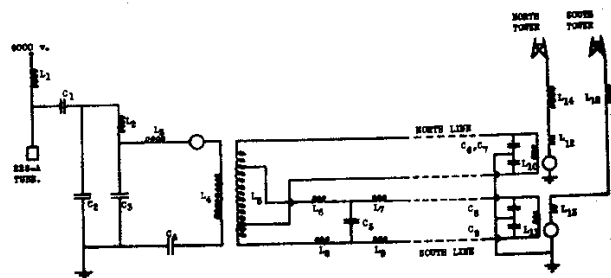 NORTH TOWER
SOUTH TOWER
6000 v.
L1
C1
L2
L3
L14
L16
NORTH LINE
C6, C7
L12
L10
228-A TUBE.
C2
C3
L4
L5
L6
L7
C8
L15
C5
C4
L8
L9
C9
L11
SOUTH LINE